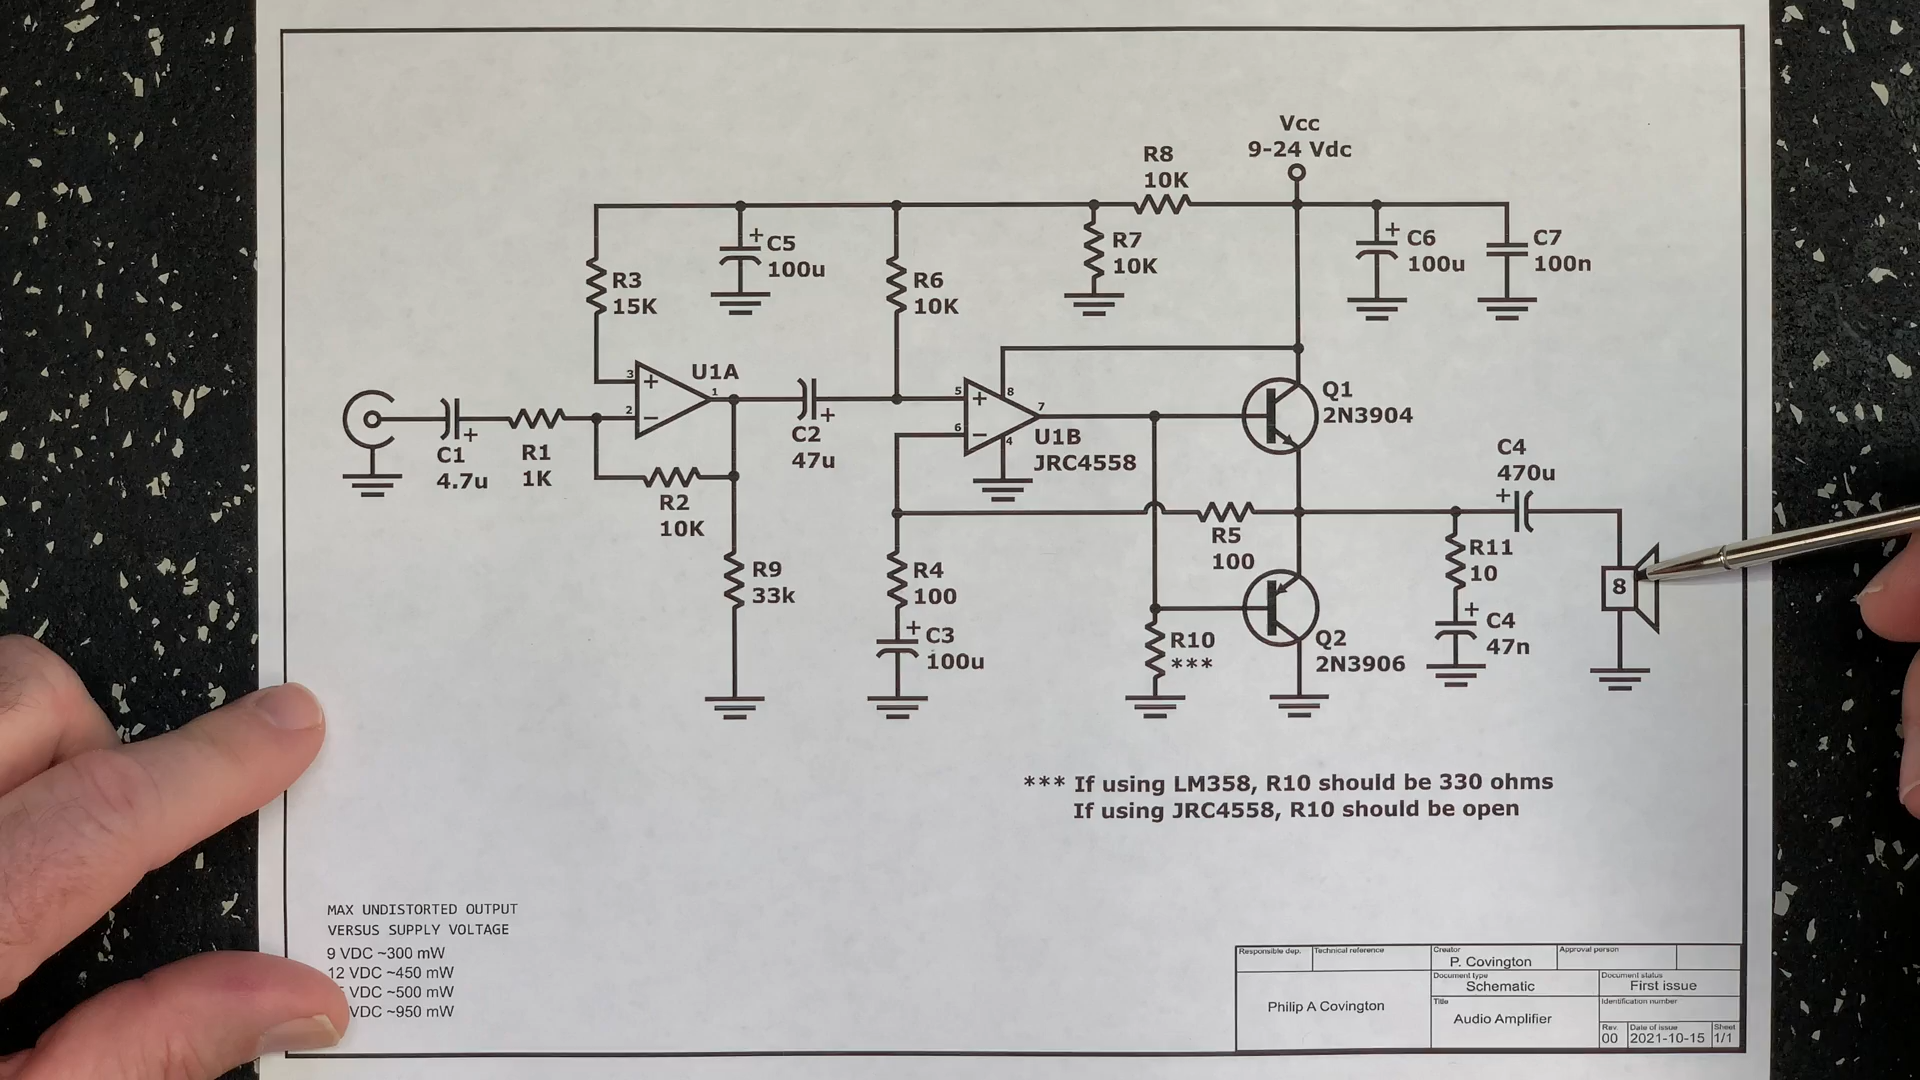 Vcc
9-24 Vdc
R8
10K
C5
100u
R7
10K
C6
100u
C7
100n
R3
15K
R6
10K
U1A
3
2
1
5
6
8
7
4
U1B
JRC4558
Q1
2N3904
C1
4.7u
R1
1K
C2
47u
R2
10K
C4
470u
R5
100
R11
10
8
R9
33k
R4
100
C3
100u
R10
***
Q2
2N3906
C4
47n
*** If using LM358, R10 should be 330 ohms
If using JRC4558, R10 should be open
MAX UNDISTORTED OUTPUT
VERSUS SUPPLY VOLTAGE
9 VDC ~300 mW
12 VDC ~450 mW
VDC ~500 mW
VDC ~950 mW
Responsible dep.
Technical reference
Creator
P. Covington
Approval person
Philip A Covington
Document type
Schematic
Document status
First issue
Title
Audio Amplifier
Identification number
Rev.
00
Date of issue
2021-10-15
Sheet
1/1